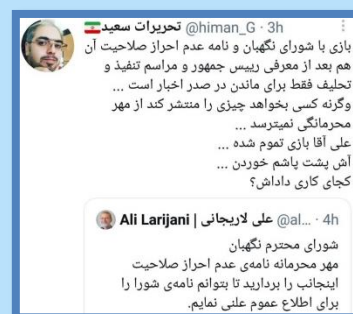 تحریرات سعید @himan_G · 3h
بازی با شورای نگهبان و نامه عدم احراز صلاحیت آن
هم بعد از معرفی رییس جمهور و مراسم تنفیذ و
تحلیف فقط برای ماندن در صدر اخبار است ...
وگرنه کسی بخواهد چیزی را منتشر کند از مهر
محرمانگی نمیترسد ...
علی آقا بازی تموم شده ...
آش پشت پاشم خوردن ...
کجای کاری داداش؟
علی لاریجانی | Ali Larijani @al... · 4h
شورای محترم نگهبان
مهر محرمانه نامه‌ی عدم احراز صلاحیت
اینجانب را بردارید تا بتوانم نامه‌ی شورا را
برای اطلاع عموم علنی نمایم.